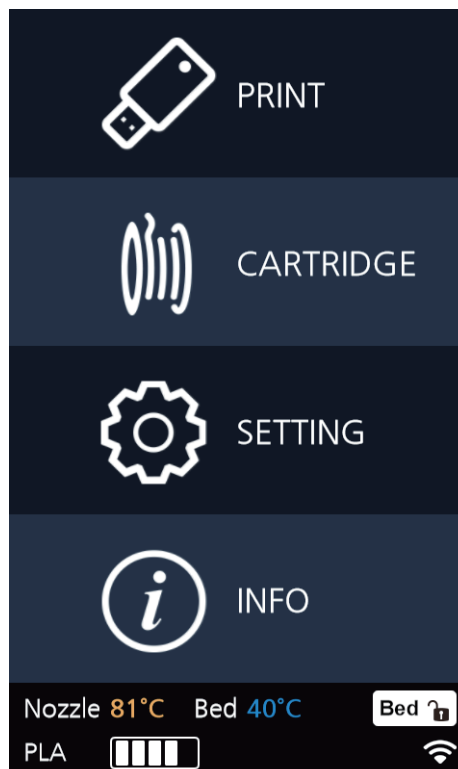 PRINT
CARTRIDGE
SETTING
INFO
Nozzle 81°C Bed 40°C Bed
PLA